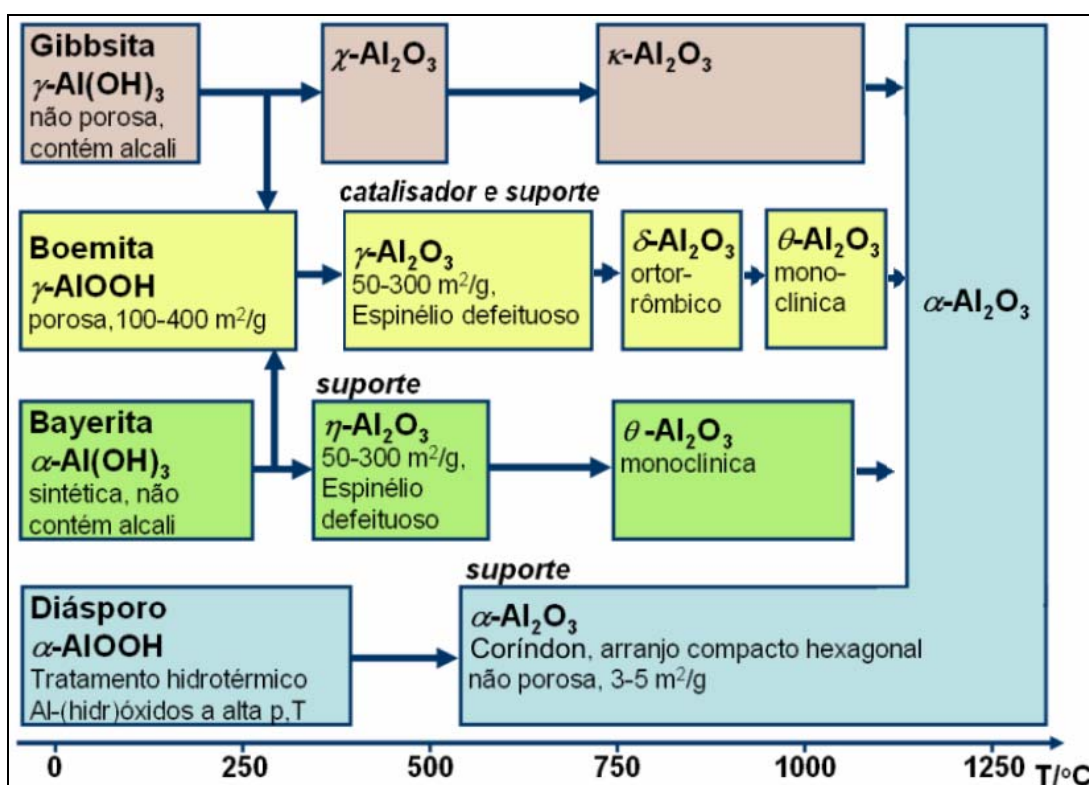 Gibbsita
γ-Al(OH)₃
não porosa,
contém alcali
χ-Al₂O₃
κ-Al₂O₃
catalisador e suporte
Boemita
γ-AlOOH
porosa,100-400 m²/g
γ-Al₂O₃
50-300 m²/g,
Espinélio defeituoso
δ-Al₂O₃
ortor-
rômbico
θ-Al₂O₃
mono-
clínica
α-Al₂O₃
suporte
Bayerita
α-Al(OH)₃
sintética, não
contém alcali
η-Al₂O₃
50-300 m²/g,
Espinélio
defeituoso
θ -Al₂O₃
monoclínica
suporte
Diásporo
α-AlOOH
Tratamento hidrotérmico
Al-(hidr)óxidos a alta p,T
α-Al₂O₃
Coríndon, arranjo compacto hexagonal
não porosa, 3-5 m²/g
0 250 500 750 1000 1250 T/°C